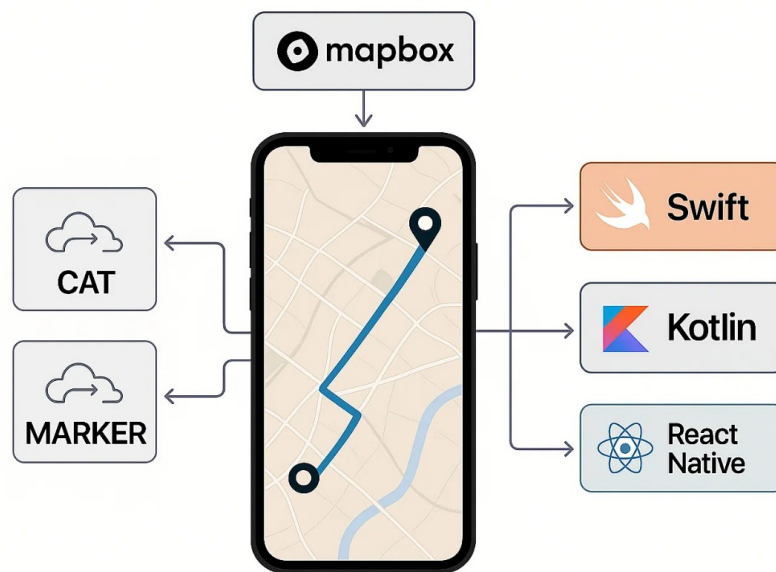 mapbox
CAT
MARKER
Swift
Kotlin
React
Native